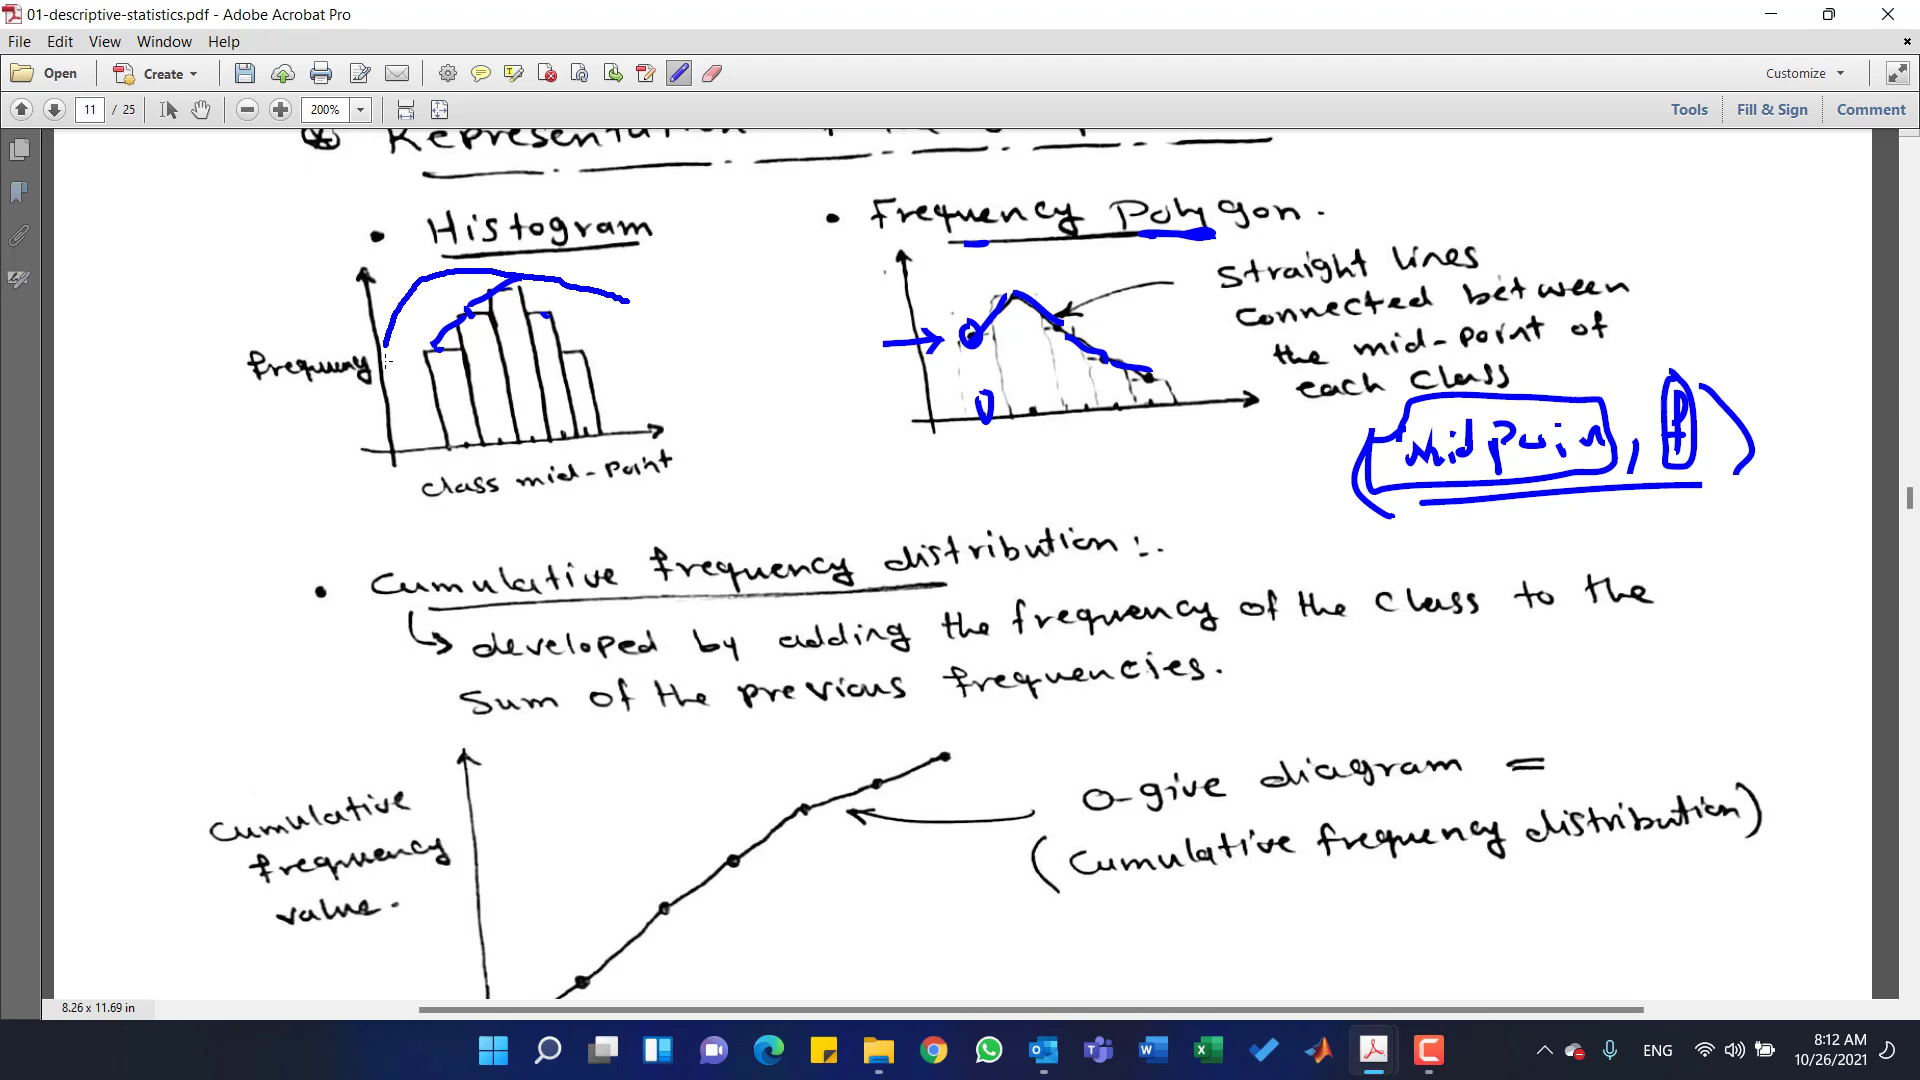 01-descriptive-statistics.pdf - Adobe Acrobat Pro
File Edit View Window Help
Open Create Customize
11 / 25 200% Tools Fill & Sign Comment
Representation
• Histogram
• Frequency Polygon.
Straight lines
connected between
the mid-point of
each class
frequency
class mid-point
(Midpoin, f)
• Cumulative frequency distribution:.
developed by adding the frequency of the class to the
sum of the previous frequencies.
Cumulative
frequency
value.
O-give diagram =
(Cumulative frequency distribution)
8.26 x 11.69 in
ENG
8:12 AM
10/26/2021